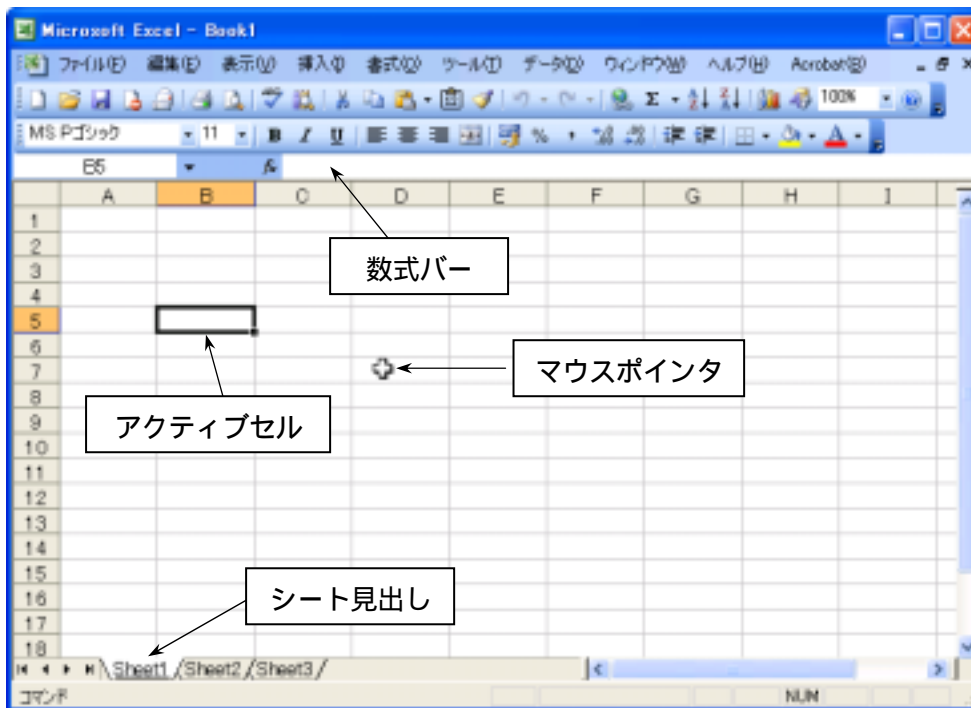 Microsoft Excel - Book1
ファイル(F) 編集(E) 表示(V) 挿入(I) 書式(O) ツール(T) データ(D) ウィンドウ(W) ヘルプ(H) Acrobat(B)
100%
MS Pゴシック 11 B I U
B5 fx
A B C D E F G H I
1
2
数式バー
3
4
5
6
7
マウスポインタ
8
9
アクティブセル
10
11
12
13
14
15
16
シート見出し
17
18
Sheet1 Sheet2 Sheet3
コマンド NUM